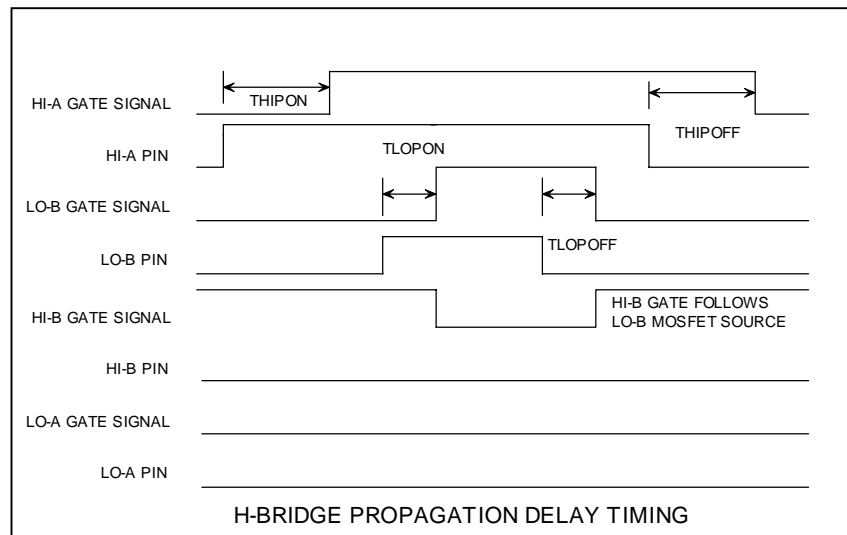 HI-A GATE SIGNAL
THIPON
HI-A PIN
THIPOFF
TLOPON
LO-B GATE SIGNAL
LO-B PIN
TLOPOFF
HI-B GATE SIGNAL
HI-B GATE FOLLOWS
LO-B MOSFET SOURCE
HI-B PIN
LO-A GATE SIGNAL
LO-A PIN
H-BRIDGE PROPAGATION DELAY TIMING